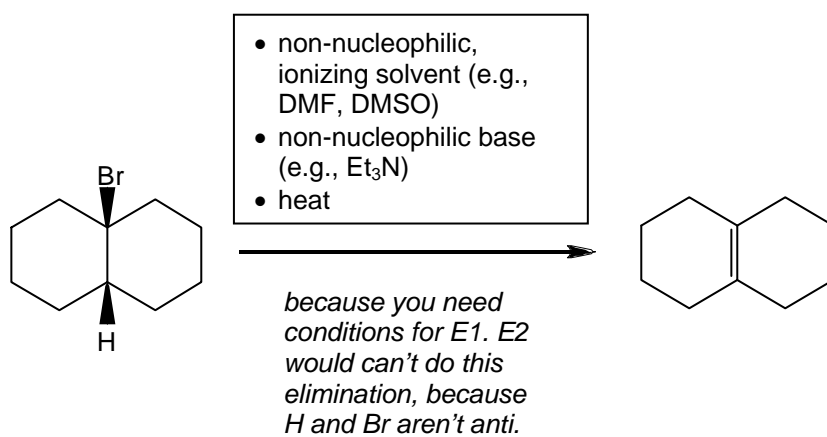 • non-nucleophilic,
ionizing solvent (e.g.,
DMF, DMSO)
• non-nucleophilic base
(e.g., Et₃N)
• heat
Br
H
because you need
conditions for E1. E2
would can't do this
elimination, because
H and Br aren't anti.